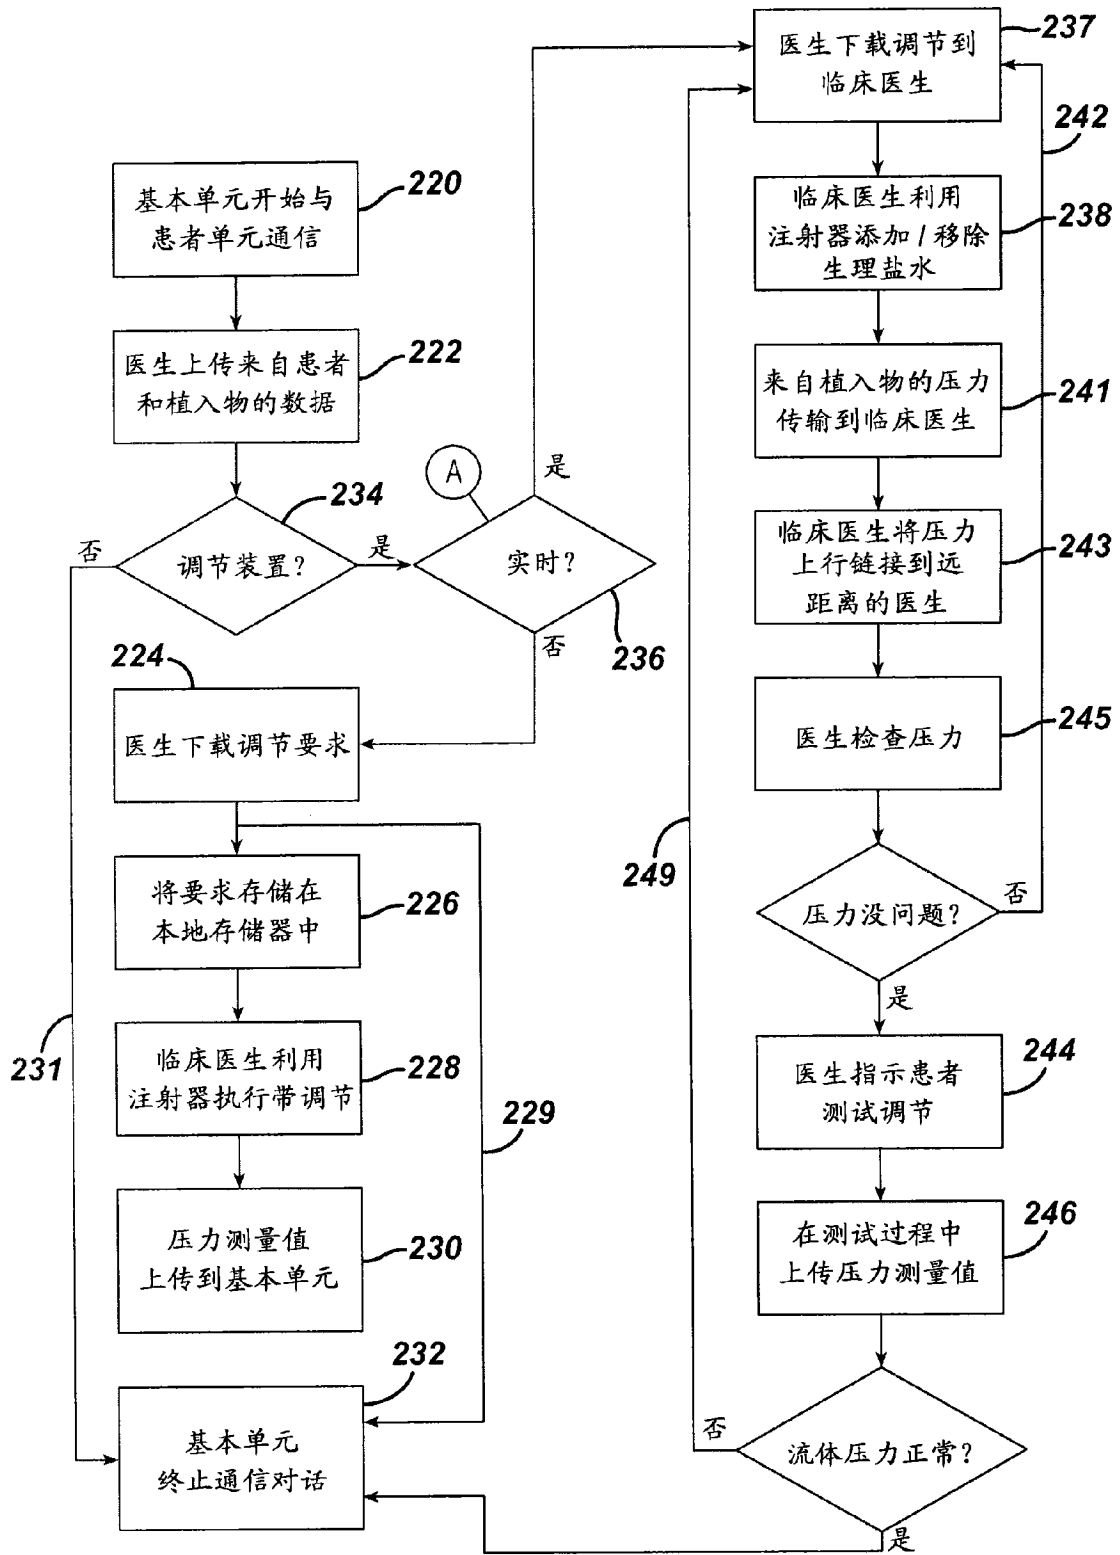 基本单元开始与
患者单元通信
220
医生上传来自患者
和植入物的数据
222
调节装置？
234
否
是
A
实时？
236
是
否
224
医生下载调节要求
将要求存储在
本地存储器中
226
临床医生利用
注射器执行带调节
228
229
231
压力测量值
上传到基本单元
230
基本单元
终止通信对话
232
医生下载调节到
临床医生
237
242
临床医生利用
注射器添加/移除
生理盐水
238
来自植入物的压力
传输到临床医生
241
临床医生将压力
上行链接到远
距离的医生
243
医生检查压力
245
249
压力没问题？
否
是
医生指示患者
测试调节
244
在测试过程中
上传压力测量值
246
流体压力正常？
否
是